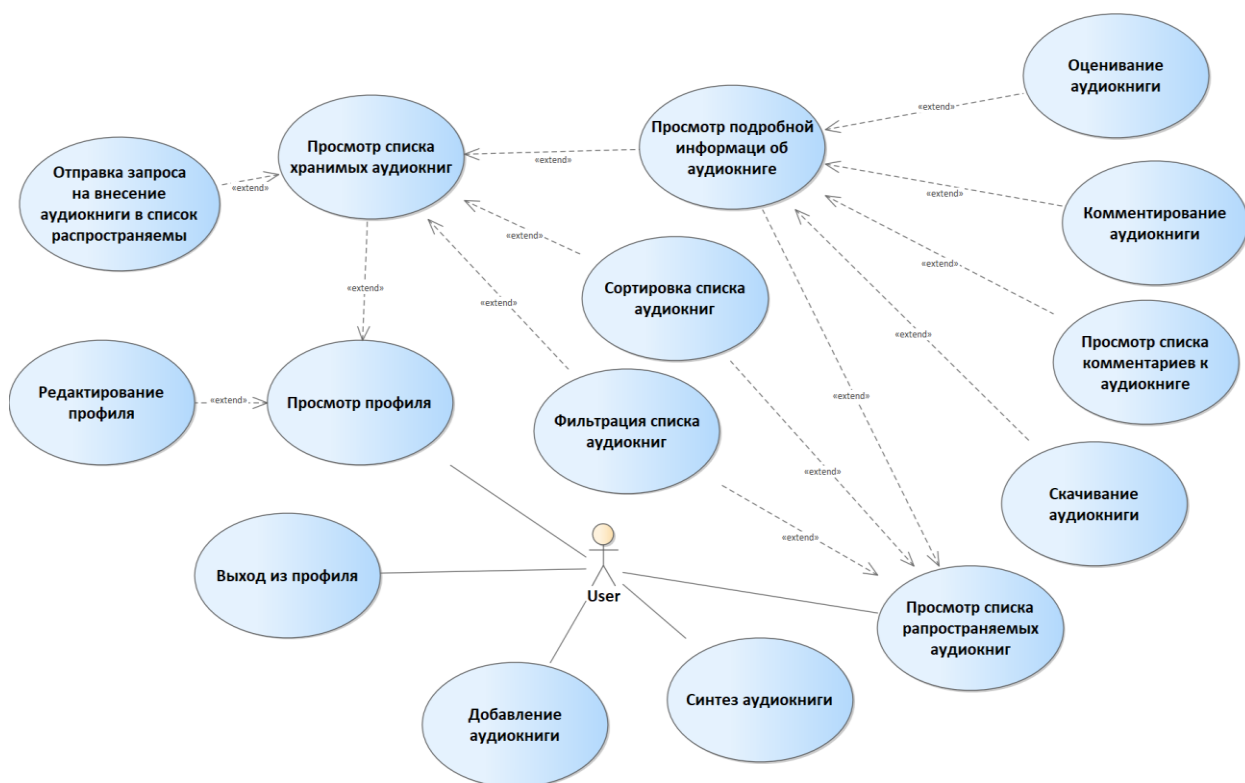 Оценивание
аудиокниги
Просмотр списка
хранимых аудиокниг
«extend»
Просмотр подробной
информаци об
аудиокниге
«extend»
Отправка запроса
на внесение
аудиокниги в список
распространяемы
«extend»
«extend»
Комментирование
аудиокниги
«extend»
«extend»
Сортировка списка
аудиокниг
«extend»
«extend»
«extend»
«extend»
Просмотр списка
комментариев к
аудиокниге
Редактирование
профиля
«extend»
Просмотр профиля
Фильтрация списка
аудиокниг
«extend»
«extend»
Скачивание
аудиокниги
«extend»
Выход из профиля
User
Просмотр списка
рапространяемых
аудиокниг
Добавление
аудиокниги
Синтез аудиокниги